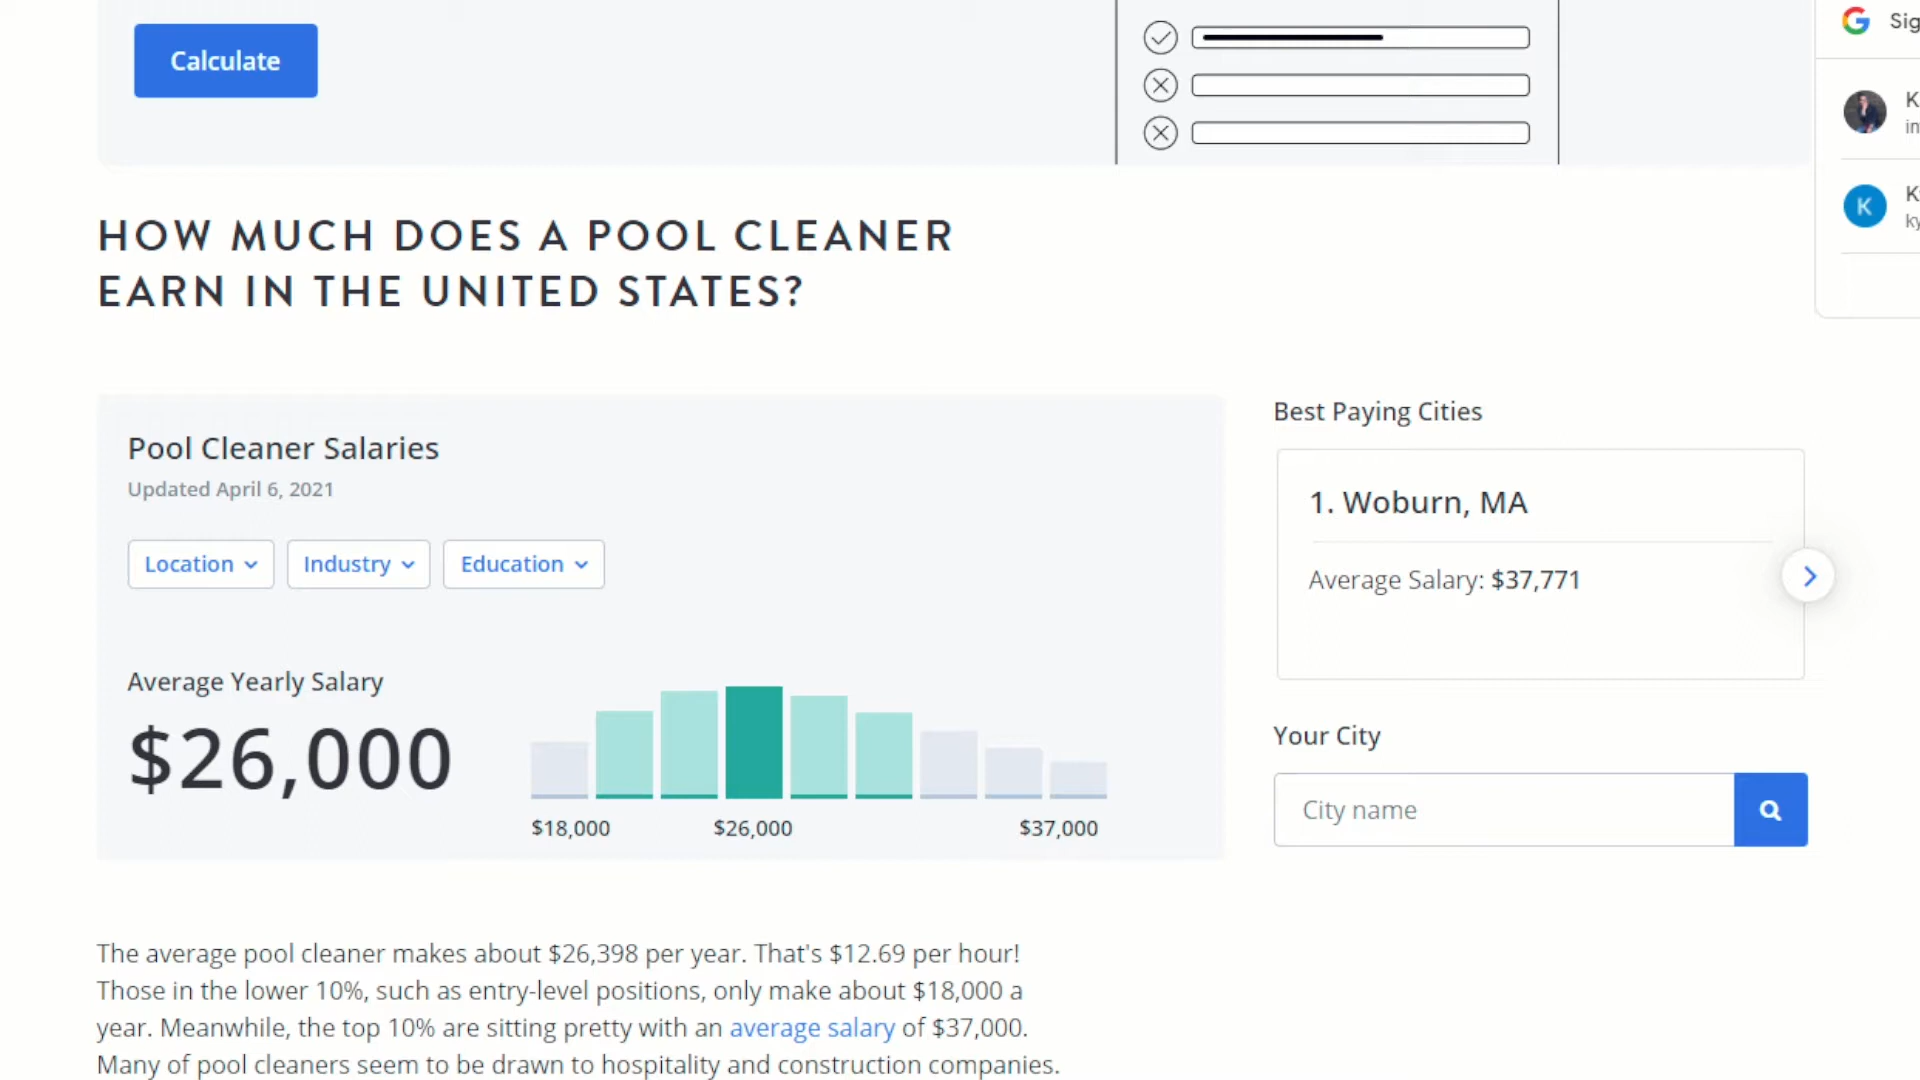 Calculate
Sig
K
in
K
K
ky
HOW MUCH DOES A POOL CLEANER
EARN IN THE UNITED STATES?
Pool Cleaner Salaries
Updated April 6, 2021
Location
Industry
Education
Average Yearly Salary
$26,000
$18,000
$26,000
$37,000
Best Paying Cities
1. Woburn, MA
Average Salary: $37,771
Your City
City name
The average pool cleaner makes about $26,398 per year. That's $12.69 per hour!
Those in the lower 10%, such as entry-level positions, only make about $18,000 a
year. Meanwhile, the top 10% are sitting pretty with an average salary of $37,000.
Many of pool cleaners seem to be drawn to hospitality and construction companies.